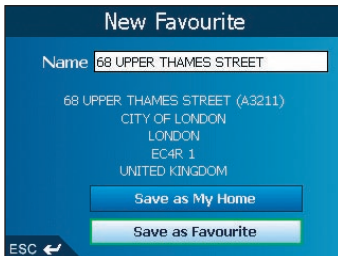 New Favourite
Name 68 UPPER THAMES STREET
68 UPPER THAMES STREET (A3211)
CITY OF LONDON
LONDON
EC4R 1
UNITED KINGDOM
Save as My Home
Save as Favourite
ESC